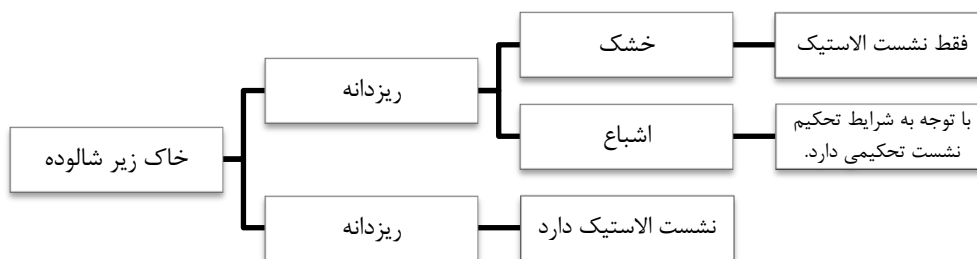 خاک زیر شالوده
ریزدانه
خشک
فقط نشست الاستیک
اشباع
با توجه به شرایط تحکیم
نشست تحکیمی دارد.
ریزدانه
نشست الاستیک دارد